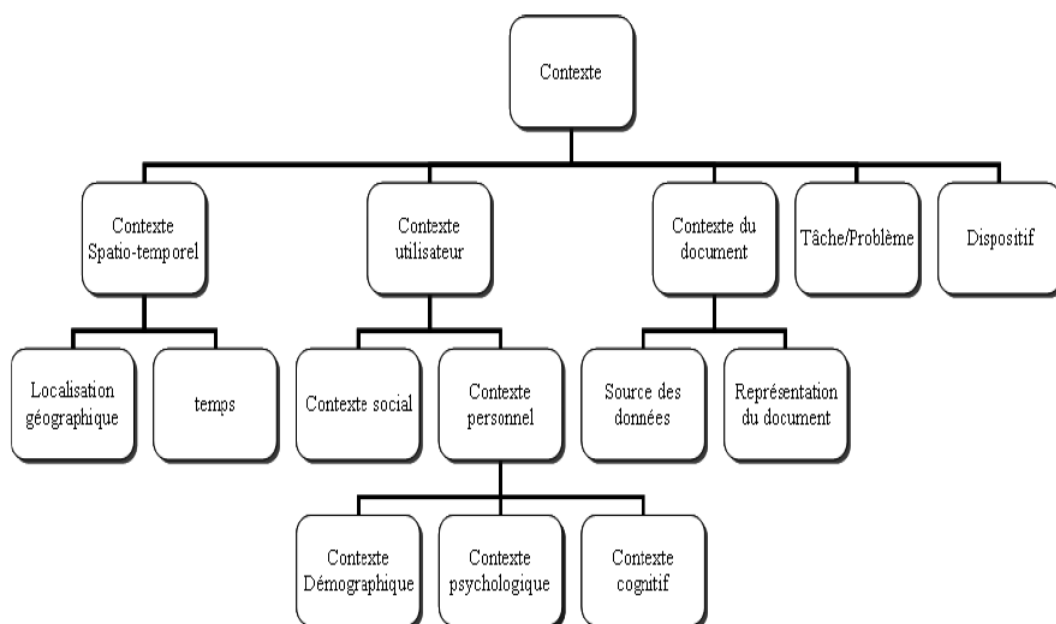 Contexte
Contexte
Spatio-temporel
Contexte
utilisateur
Contexte du
document
Tâche/Problème
Dispositif
Localisation
géographique
temps
Contexte social
Contexte
personnel
Source des
données
Représentation
du document
Contexte
Démographique
Contexte
psychologique
Contexte
cognitif